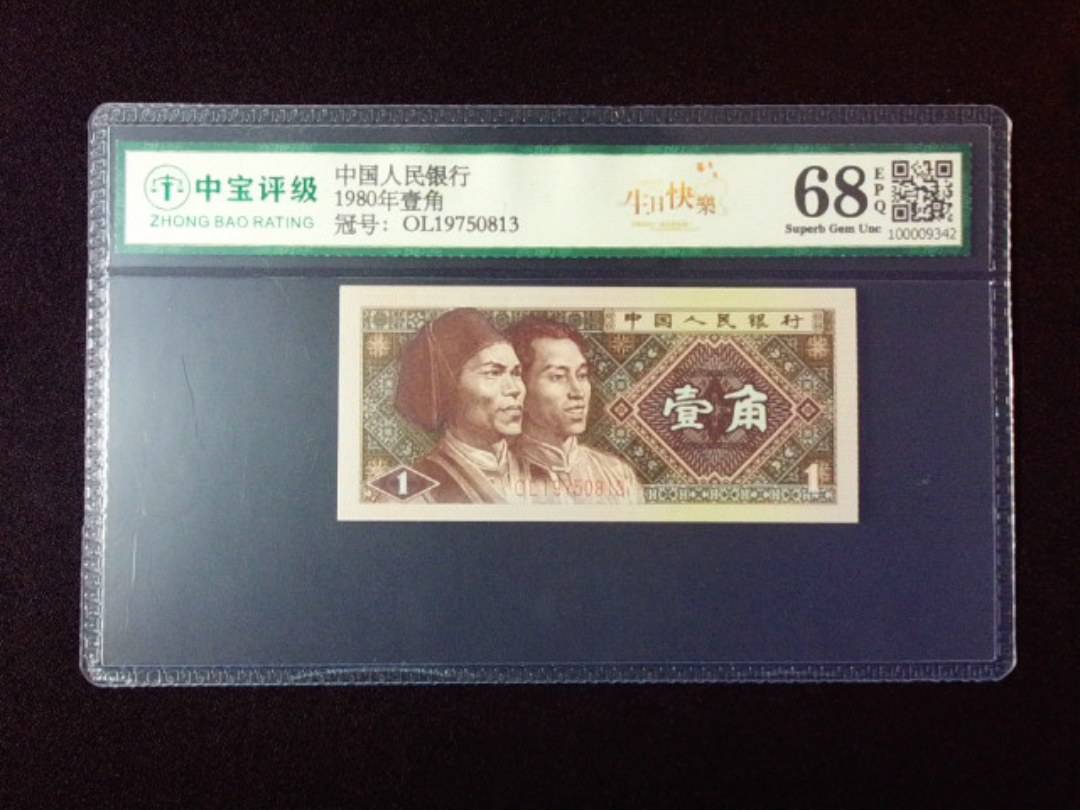 中宝评级
ZHONG BAO RATING
中国人民银行
1980年壹角
冠号：OL19750813
生日快樂
68
EPQ
Superb Gem Unc
100009342
中国人民银行
壹角
1
OL19750813
1